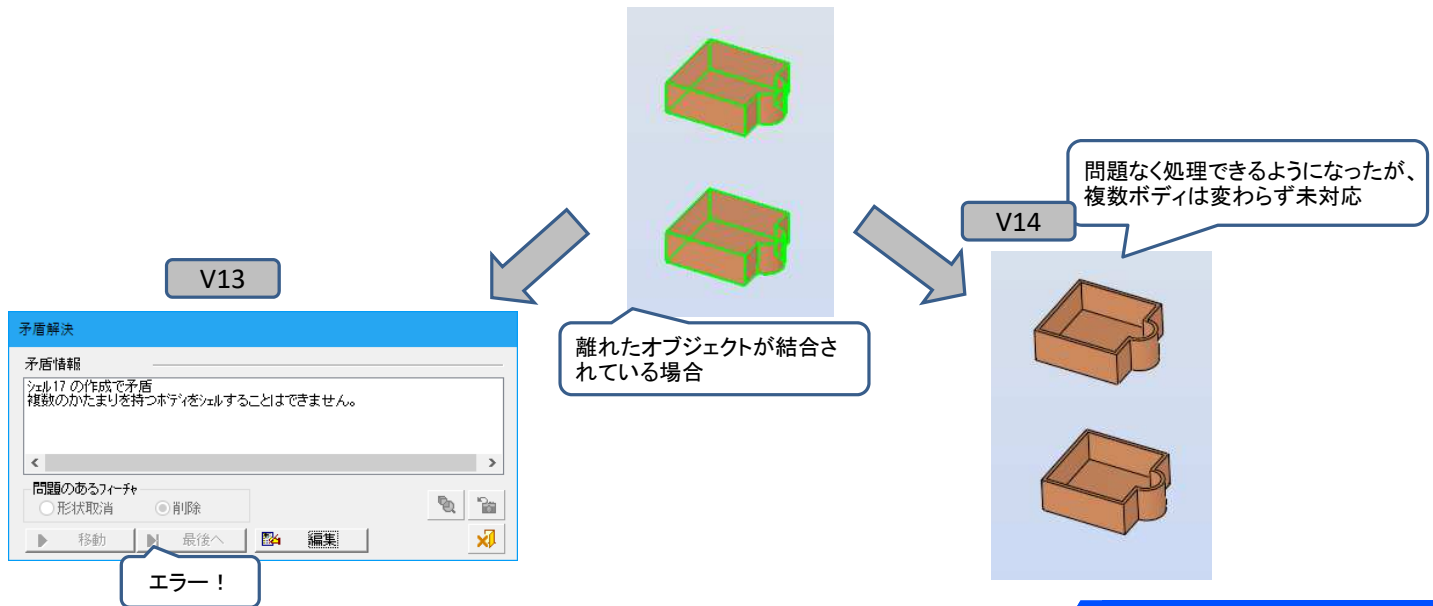 問題なく処理できるようになったが、
複数ボディは変わらず未対応
V14
V13
離れたオブジェクトが結合さ
れている場合
矛盾解決
矛盾情報
ｼｪﾙ17 の作成で矛盾
複数のかたまりを持つﾎﾞﾃﾞｨをｼｪﾙすることはできません。
問題のあるﾌｨｰﾁｬ
形状取消 削除
移動 最後へ 編集
エラー！